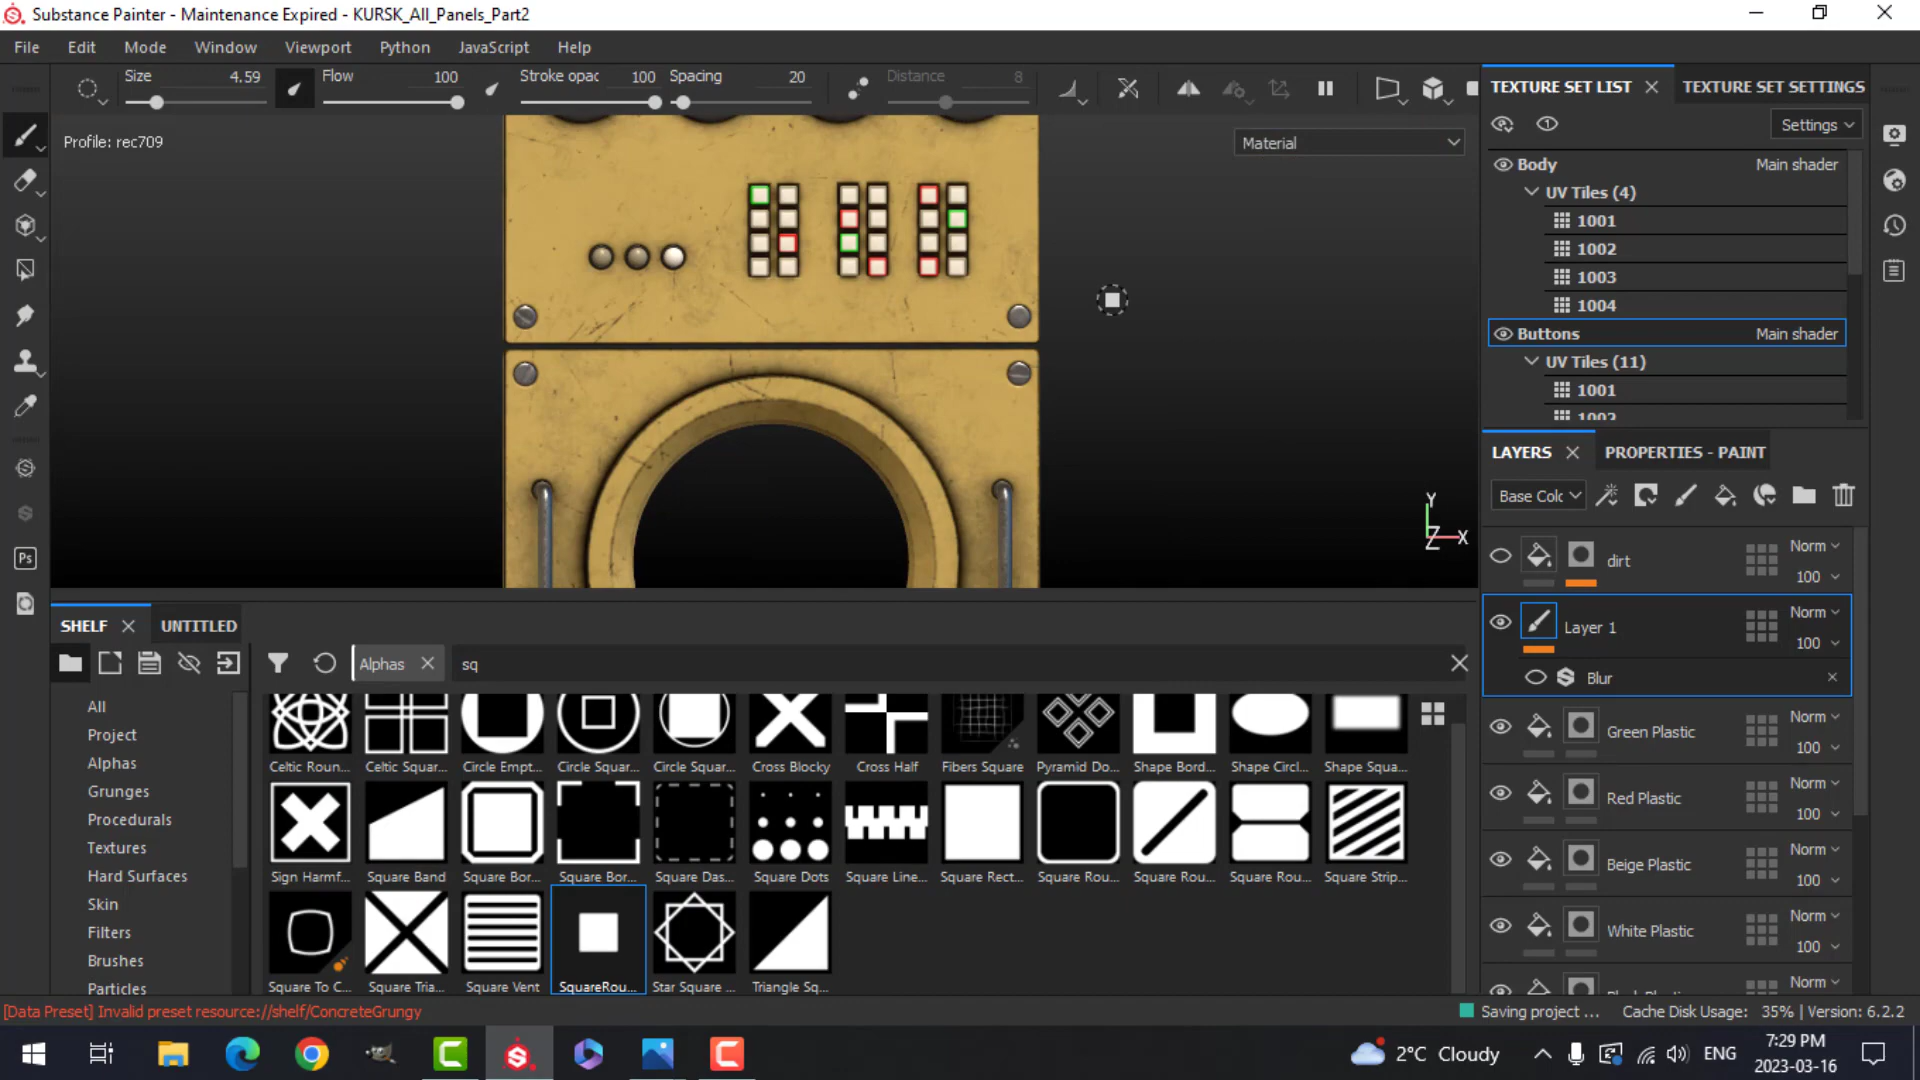 Substance Painter - Maintenance Expired - KURSK_All_Panels_Part2
File Edit Mode Window Viewport Python JavaScript Help
Size 4.59 Flow 100 Stroke opac 100 Spacing 20 Distance 8
Profile: rec709
Material
Y
Z X
TEXTURE SET LIST TEXTURE SET SETTINGS
Settings
Body Main shader
UV Tiles (4)
1001
1002
1003
1004
Buttons Main shader
UV Tiles (11)
1001
1002
LAYERS PROPERTIES - PAINT
Base Colc
dirt Norm 100
Layer 1 Norm 100
Blur
Green Plastic Norm 100
Red Plastic Norm 100
Beige Plastic Norm 100
White Plastic Norm 100
Norm
SHELF UNTITLED
Alphas sq
All
Project
Alphas
Grunges
Procedurals
Textures
Hard Surfaces
Skin
Filters
Brushes
Particles
Celtic Roun... Celtic Squar... Circle Empt... Circle Squar... Circle Squar... Cross Blocky Cross Half Fibers Square Pyramid Do... Shape Bord... Shape Circl... Shape Squa...
Sign Harmf... Square Band Square Bor... Square Bor... Square Das... Square Dots Square Line... Square Rect... Square Rou... Square Rou... Square Rou... Square Strip...
Square To C... Square Tria... Square Vent SquareRou... Star Square ... Triangle Sq...
[Data Preset] Invalid preset resource://shelf/ConcreteGrungy
Saving project ... Cache Disk Usage: 35% | Version: 6.2.2
Ps
2°C Cloudy
ENG
7:29 PM
2023-03-16